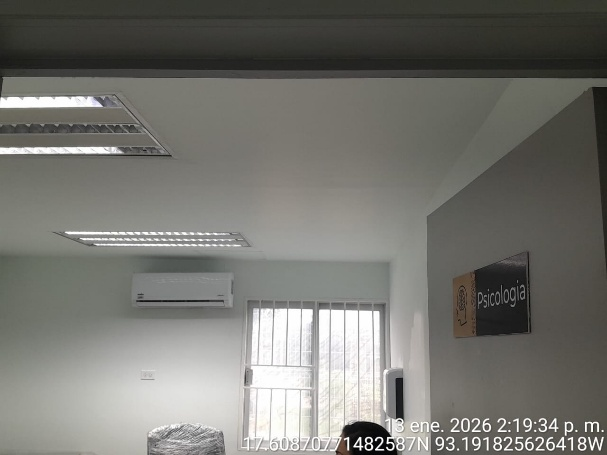 Psicología
13 ene. 2026 2:19:34 p. m.
17.60870771482587N 93.191825626418W